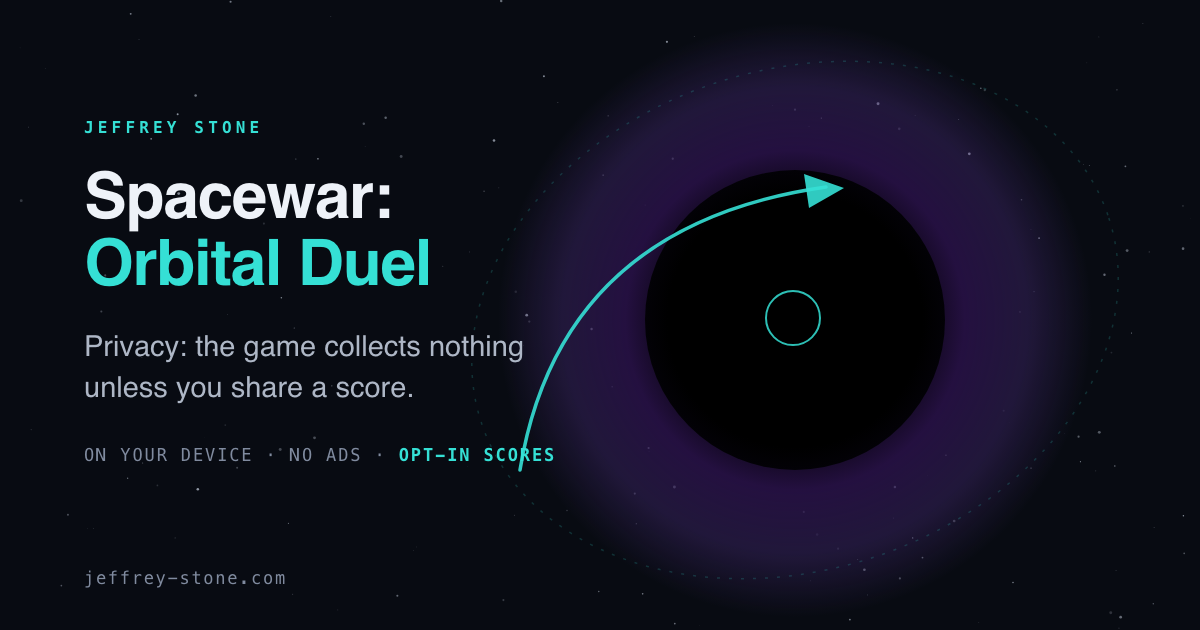 JEFFREY STONE
Spacewar:
Orbital Duel
Privacy: the game collects nothing
unless you share a score.
ON YOUR DEVICE · NO ADS · OPT-IN SCORES
jeffrey-stone.com